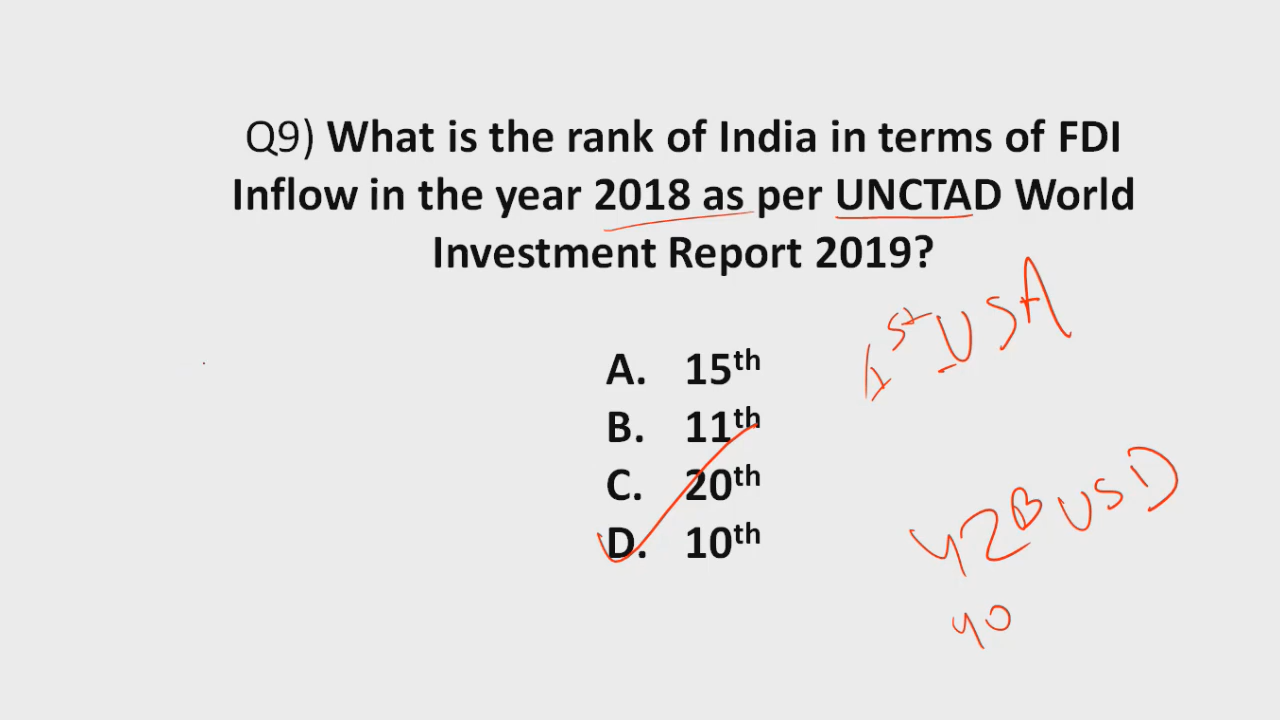 Q9) What is the rank of India in terms of FDI
Inflow in the year 2018 as per UNCTAD World
Investment Report 2019?
1st USA
A. 15th
B. 11th
C. 20th
D. 10th
42B USD
40